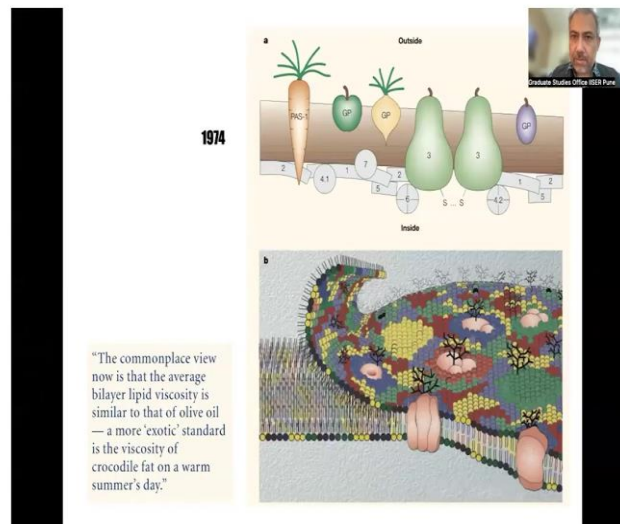 a
Outside
Graduate Studies Office IISER Pune
1974
PAS-1
GP
GP
3
3
GP
2
4.1
1
7
5
2
6
S ... S
4.2
1
5
2
Inside
b
“The commonplace view
now is that the average
bilayer lipid viscosity is
similar to that of olive oil
— a more ‘exotic’ standard
is the viscosity of
crocodile fat on a warm
summer’s day.”